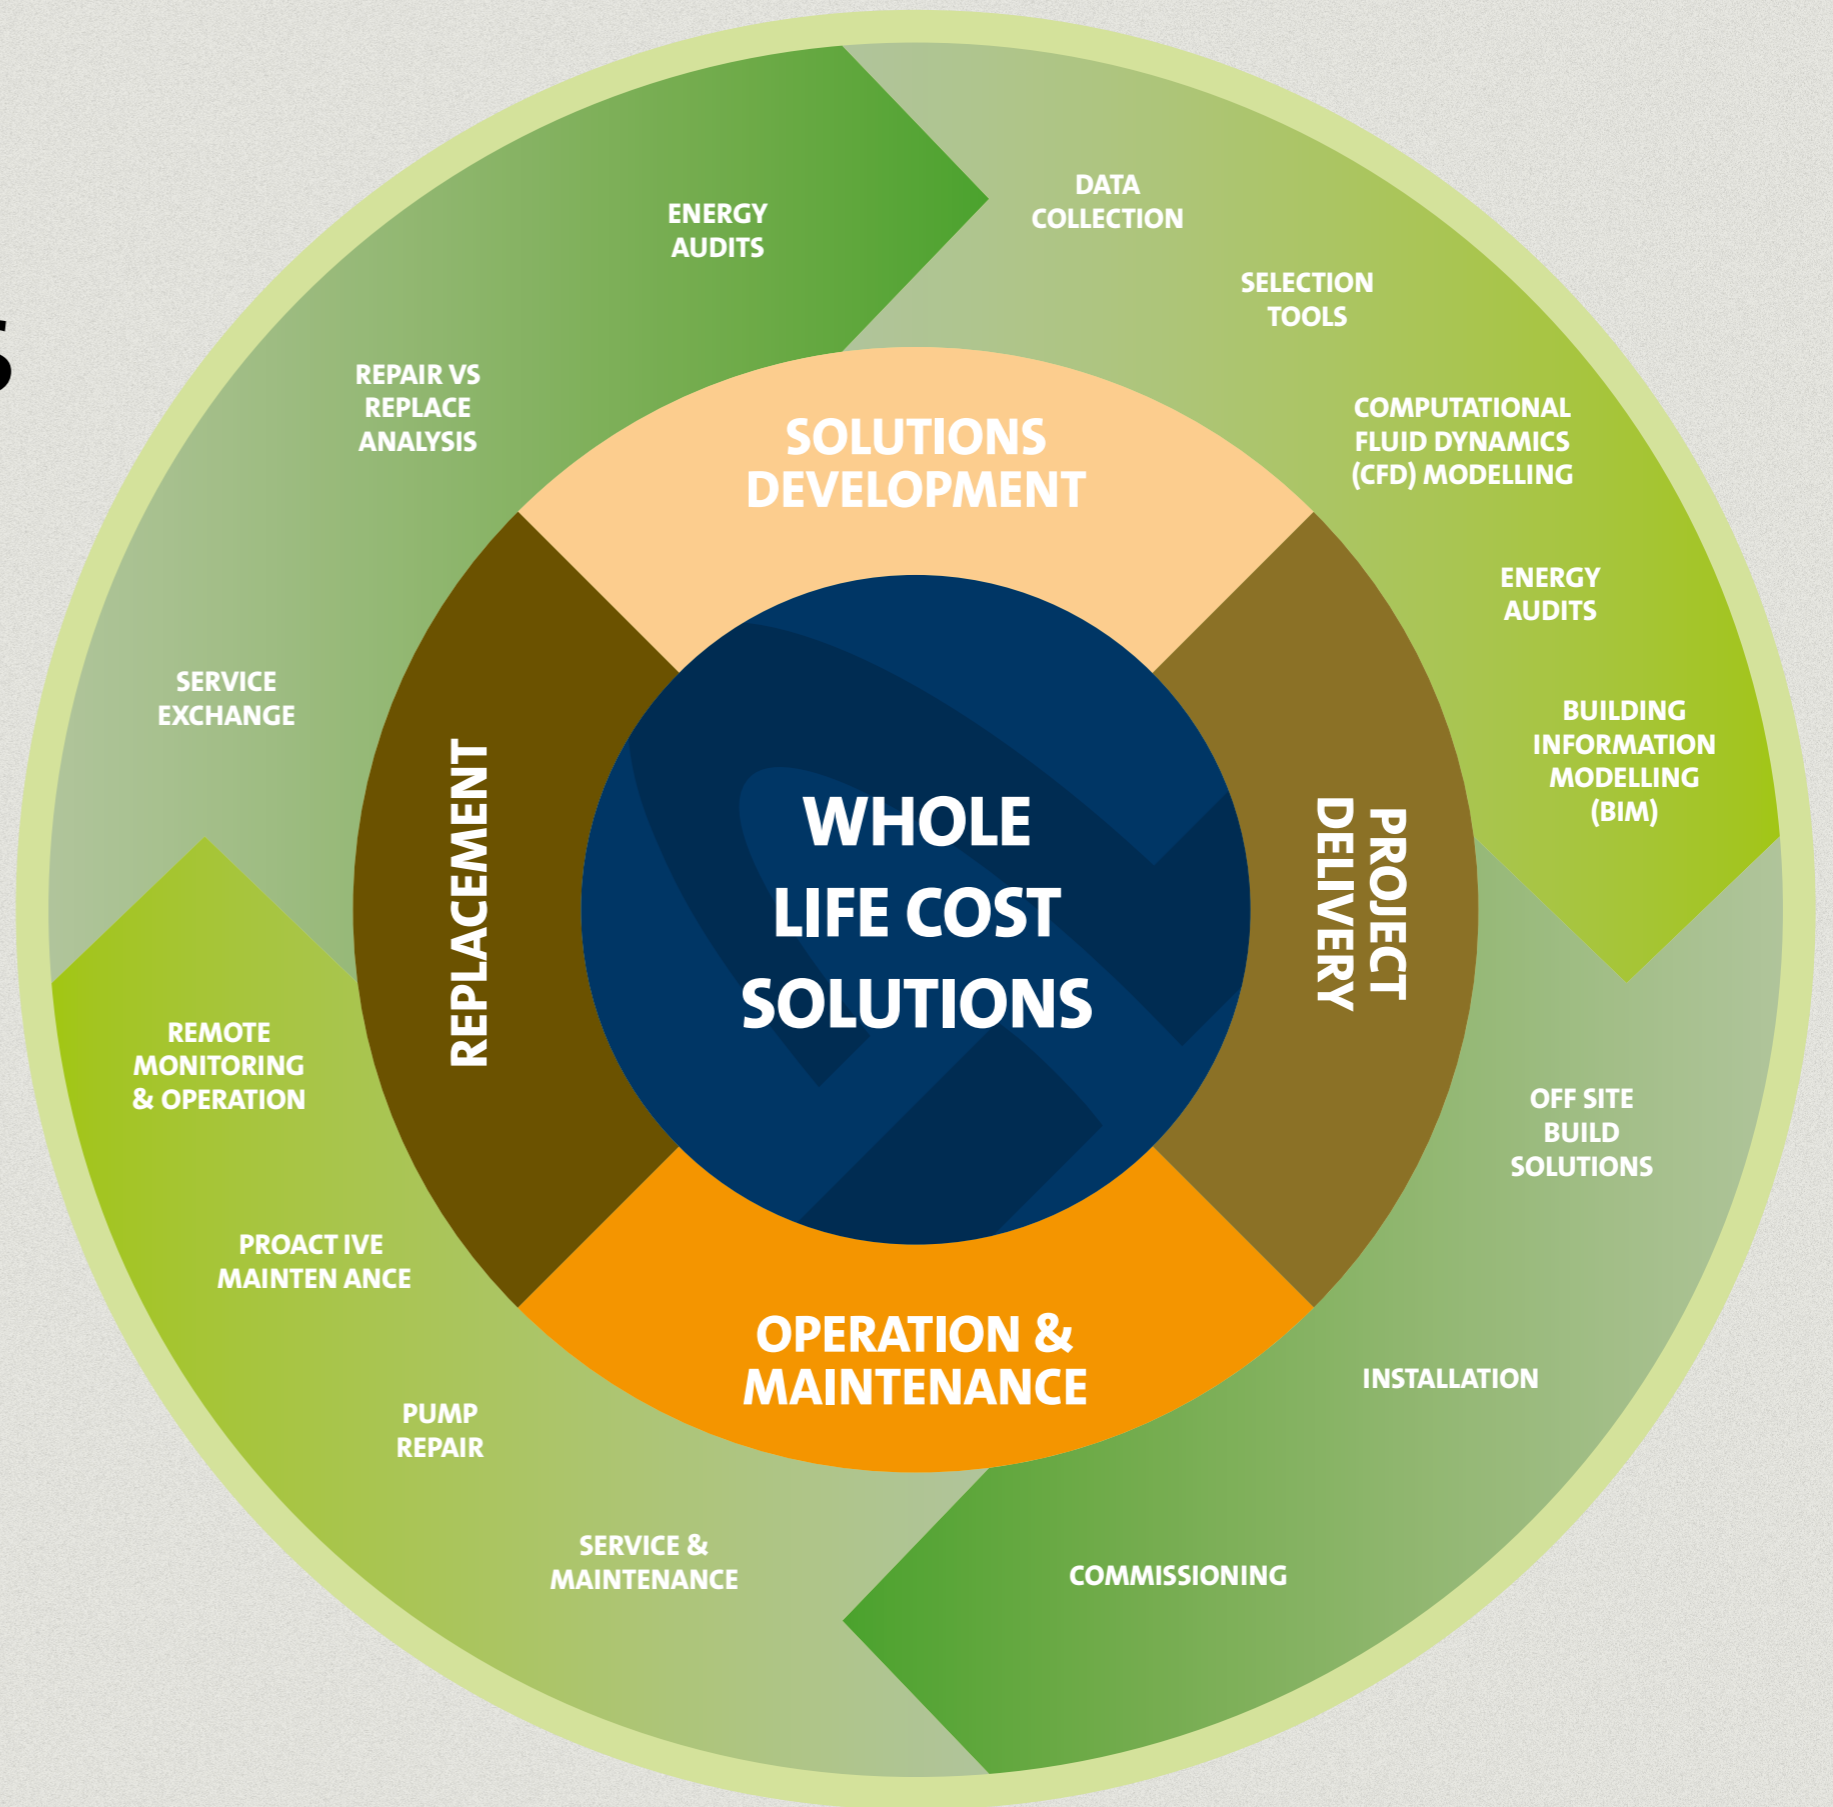 S
ENERGY
AUDITS
DATA
COLLECTION
SELECTION
TOOLS
REPAIR VS
REPLACE
ANALYSIS
COMPUTATIONAL
FLUID DYNAMICS
(CFD) MODELLING
SOLUTIONS
DEVELOPMENT
ENERGY
AUDITS
SERVICE
EXCHANGE
BUILDING
INFORMATION
MODELLING
(BIM)
REPLACEMENT
WHOLE
LIFE COST
SOLUTIONS
PROJECT
DELIVERY
REMOTE
MONITORING
& OPERATION
OFF SITE
BUILD
SOLUTIONS
PROACT IVE
MAINTEN ANCE
OPERATION &
MAINTENANCE
INSTALLATION
PUMP
REPAIR
SERVICE &
MAINTENANCE
COMMISSIONING